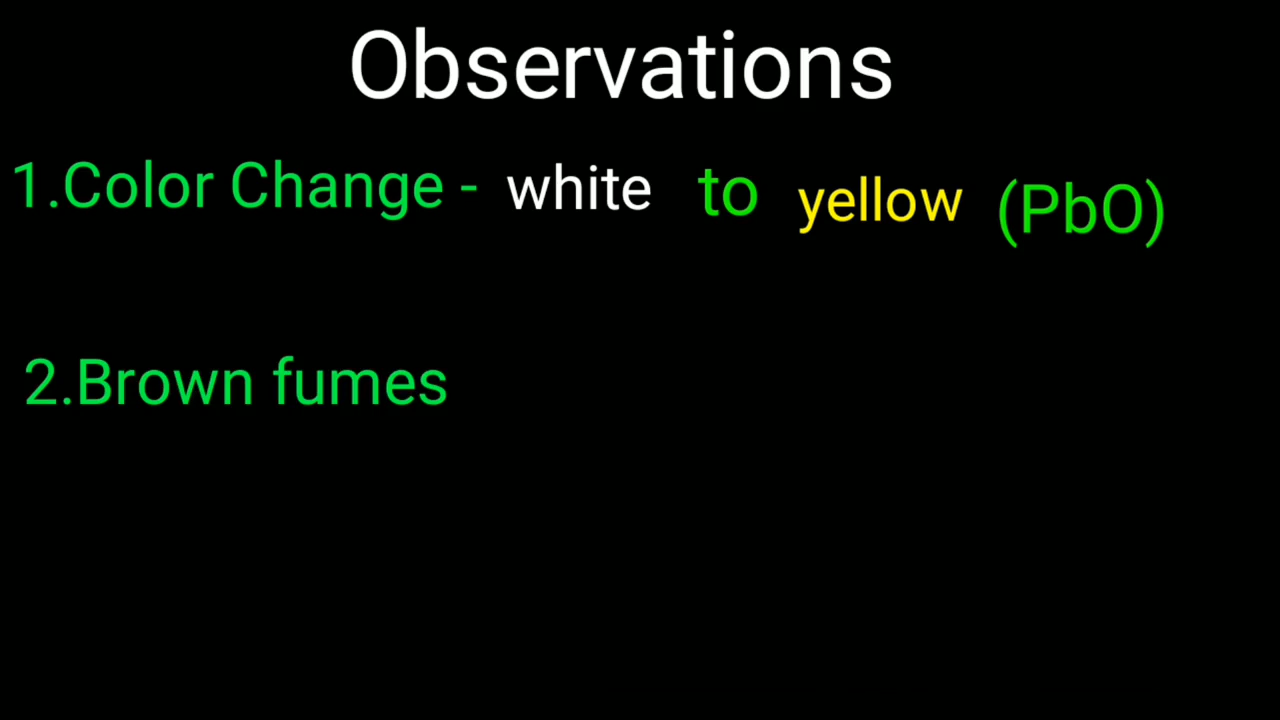 Observations
1.Color Change - white to yellow (PbO)
2.Brown fumes